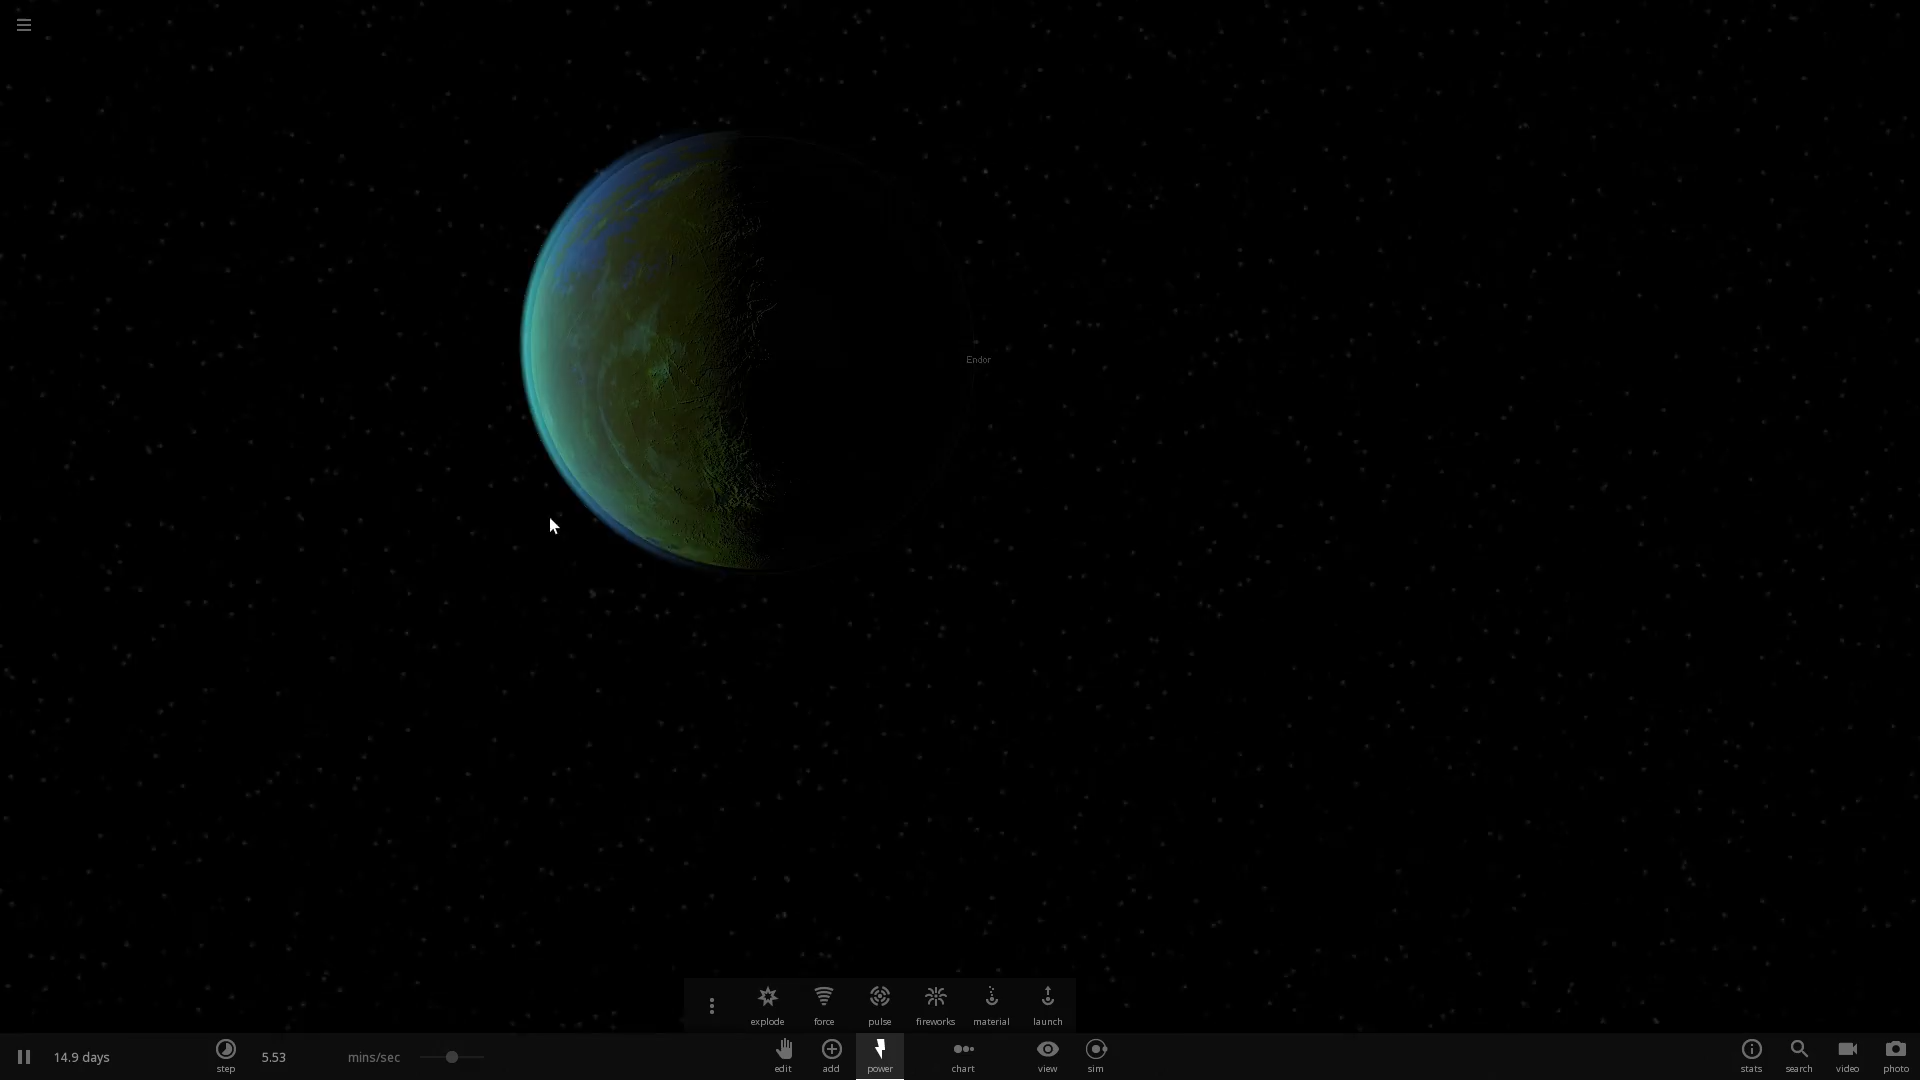 Endor
explode force pulse fireworks material launch
14.9 days step 5.53 mins/sec edit add power chart view sim stats search video photo